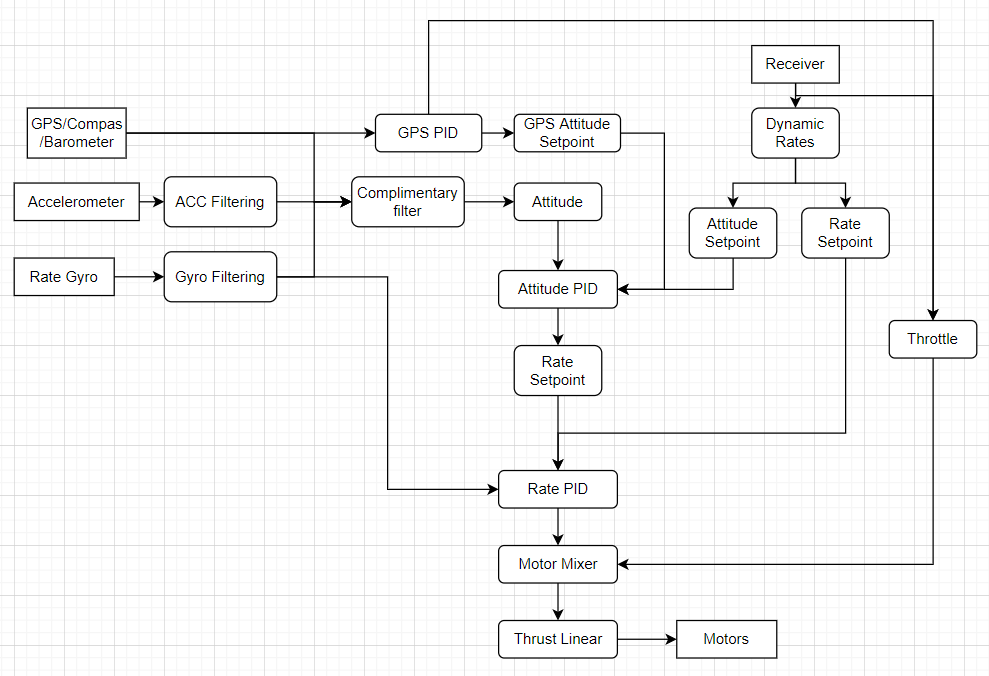 Receiver
GPS/Compas
/Barometer
GPS PID
GPS Attitude
Setpoint
Dynamic
Rates
Accelerometer
ACC Filtering
Complimentary
filter
Attitude
Attitude
Setpoint
Rate
Setpoint
Rate Gyro
Gyro Filtering
Attitude PID
Throttle
Rate
Setpoint
Rate PID
Motor Mixer
Thrust Linear
Motors